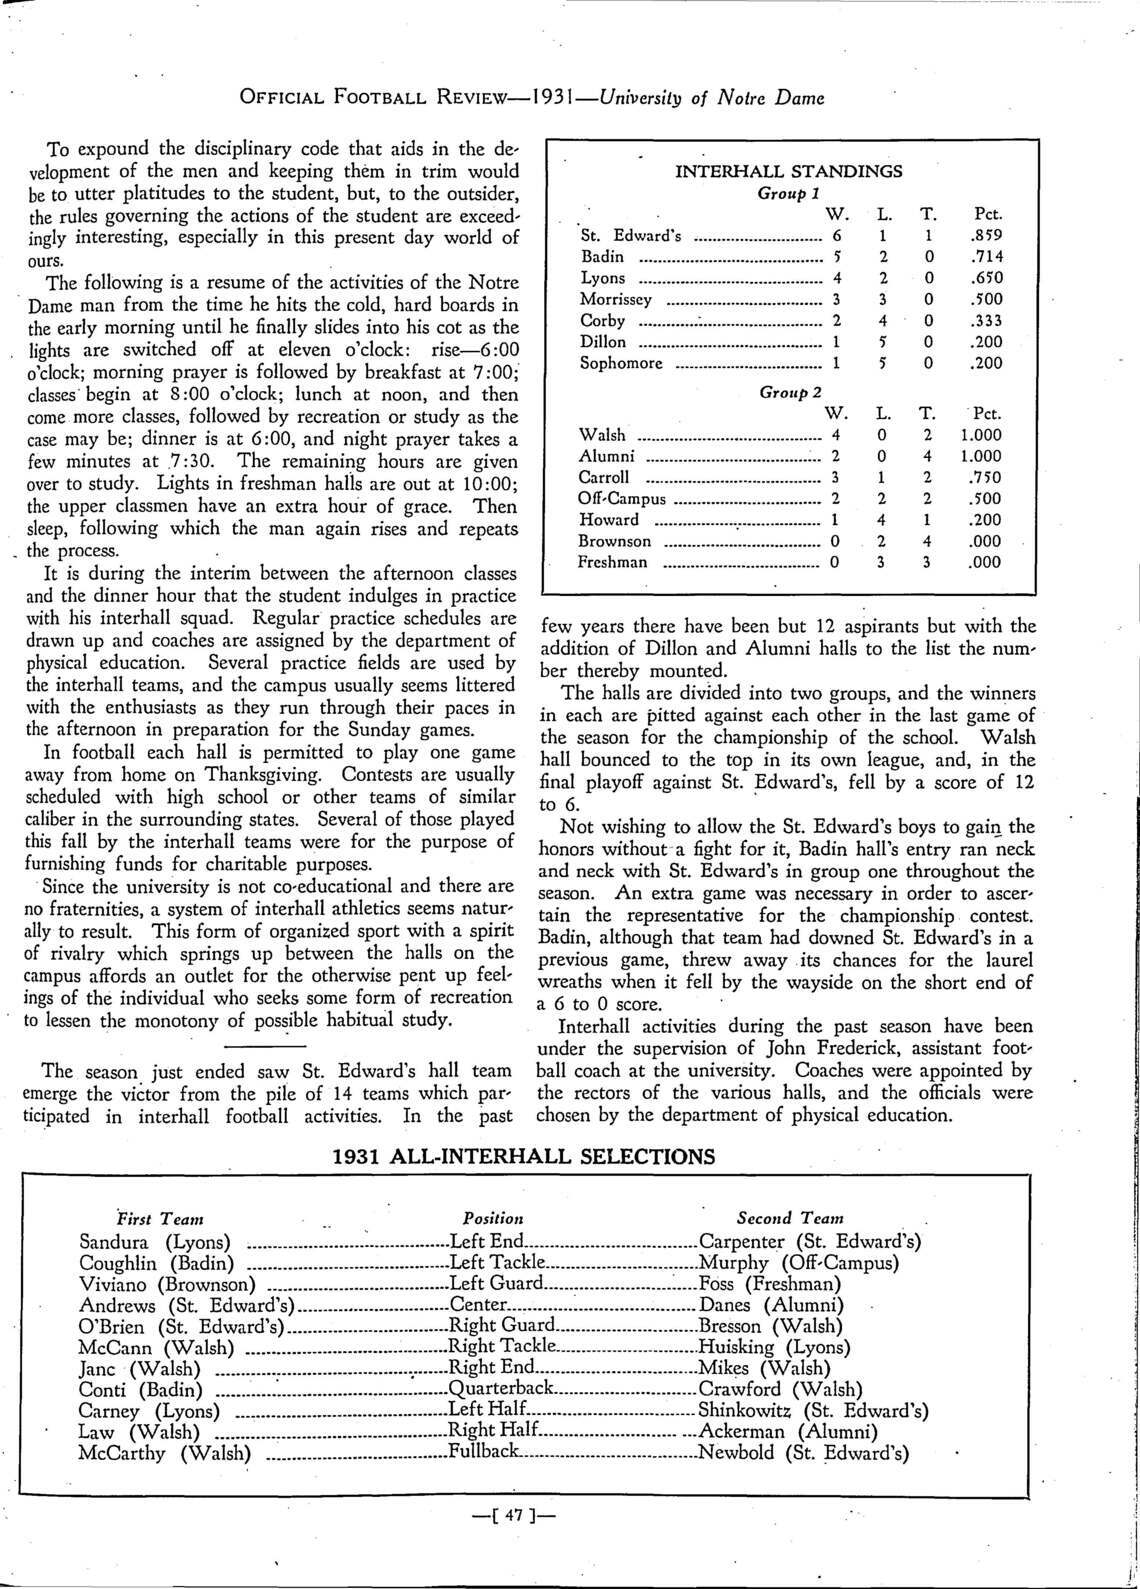 OFFICIAL FOOTBALL REVIEW—1931—University of Notre Dame
To expound the disciplinary code that aids in the de-
velopment of the men and keeping them in trim would
be to utter platitudes to the student, but, to the outsider,
the rules governing the actions of the student are exceed-
ingly interesting, especially in this present day world of
ours.
The following is a resume of the activities of the Notre
Dame man from the time he hits the cold, hard boards in
the early morning until he finally slides into his cot as the
lights are switched off at eleven o'clock: rise—6:00
o'clock; morning prayer is followed by breakfast at 7:00;
classes begin at 8:00 o'clock; lunch at noon, and then
come more classes, followed by recreation or study as the
case may be; dinner is at 6:00, and night prayer takes a
few minutes at 7:30. The remaining hours are given
over to study. Lights in freshman halls are out at 10:00;
the upper classmen have an extra hour of grace. Then
sleep, following which the man again rises and repeats
the process.
It is during the interim between the afternoon classes
and the dinner hour that the student indulges in practice
with his interhall squad. Regular practice schedules are
drawn up and coaches are assigned by the department of
physical education. Several practice fields are used by
the interhall teams, and the campus usually seems littered
with the enthusiasts as they run through their paces in
the afternoon in preparation for the Sunday games.
In football each hall is permitted to play one game
away from home on Thanksgiving. Contests are usually
scheduled with high school or other teams of similar
caliber in the surrounding states. Several of those played
this fall by the interhall teams were for the purpose of
furnishing funds for charitable purposes.
Since the university is not co-educational and there are
no fraternities, a system of interhall athletics seems natur-
ally to result. This form of organized sport with a spirit
of rivalry which springs up between the halls on the
campus affords an outlet for the otherwise pent up feel-
ings of the individual who seeks some form of recreation
to lessen the monotony of possible habitual study.
The season just ended saw St. Edward's hall team
emerge the victor from the pile of 14 teams which par-
ticipated in interhall football activities. In the past
INTERHALL STANDINGS
Group 1
W. L. T. Pct.
St. Edward's 6 1 1 .859
Badin 5 2 0 .714
Lyons 4 2 0 .650
Morrissey 3 3 0 .500
Corby 2 4 0 .333
Dillon 1 5 0 .200
Sophomore 1 5 0 .200
Group 2
W. L. T. Pct.
Walsh 4 0 2 1.000
Alumni 2 0 4 1.000
Carroll 3 1 2 .750
Off-Campus 2 2 2 .500
Howard 1 4 1 .200
Brownson 0 2 4 .000
Freshman 0 3 3 .000
few years there have been but 12 aspirants but with the
addition of Dillon and Alumni halls to the list the num-
ber thereby mounted.
The halls are divided into two groups, and the winners
in each are pitted against each other in the last game of
the season for the championship of the school. Walsh
hall bounced to the top in its own league, and, in the
final playoff against St. Edward's, fell by a score of 12
to 6.
Not wishing to allow the St. Edward's boys to gain the
honors without a fight for it, Badin hall's entry ran neck
and neck with St. Edward's in group one throughout the
season. An extra game was necessary in order to ascer-
tain the representative for the championship contest.
Badin, although that team had downed St. Edward's in a
previous game, threw away its chances for the laurel
wreaths when it fell by the wayside on the short end of
a 6 to 0 score.
Interhall activities during the past season have been
under the supervision of John Frederick, assistant foot-
ball coach at the university. Coaches were appointed by
the rectors of the various halls, and the officials were
chosen by the department of physical education.
1931 ALL-INTERHALL SELECTIONS
First Team Position Second Team
Sandura (Lyons) Left End Carpenter (St. Edward's)
Coughlin (Badin) Left Tackle Murphy (Off-Campus)
Viviano (Brownson) Left Guard Foss (Freshman)
Andrews (St. Edward's) Center Danes (Alumni)
O'Brien (St. Edward's) Right Guard Bresson (Walsh)
McCann (Walsh) Right Tackle Huisking (Lyons)
Janc (Walsh) Right End Mikes (Walsh)
Conti (Badin) Quarterback Crawford (Walsh)
Carney (Lyons) Left Half Shinkowitz (St. Edward's)
Law (Walsh) Right Half Ackerman (Alumni)
McCarthy (Walsh) Fullback Newbold (St. Edward's)
—[ 47 ]—